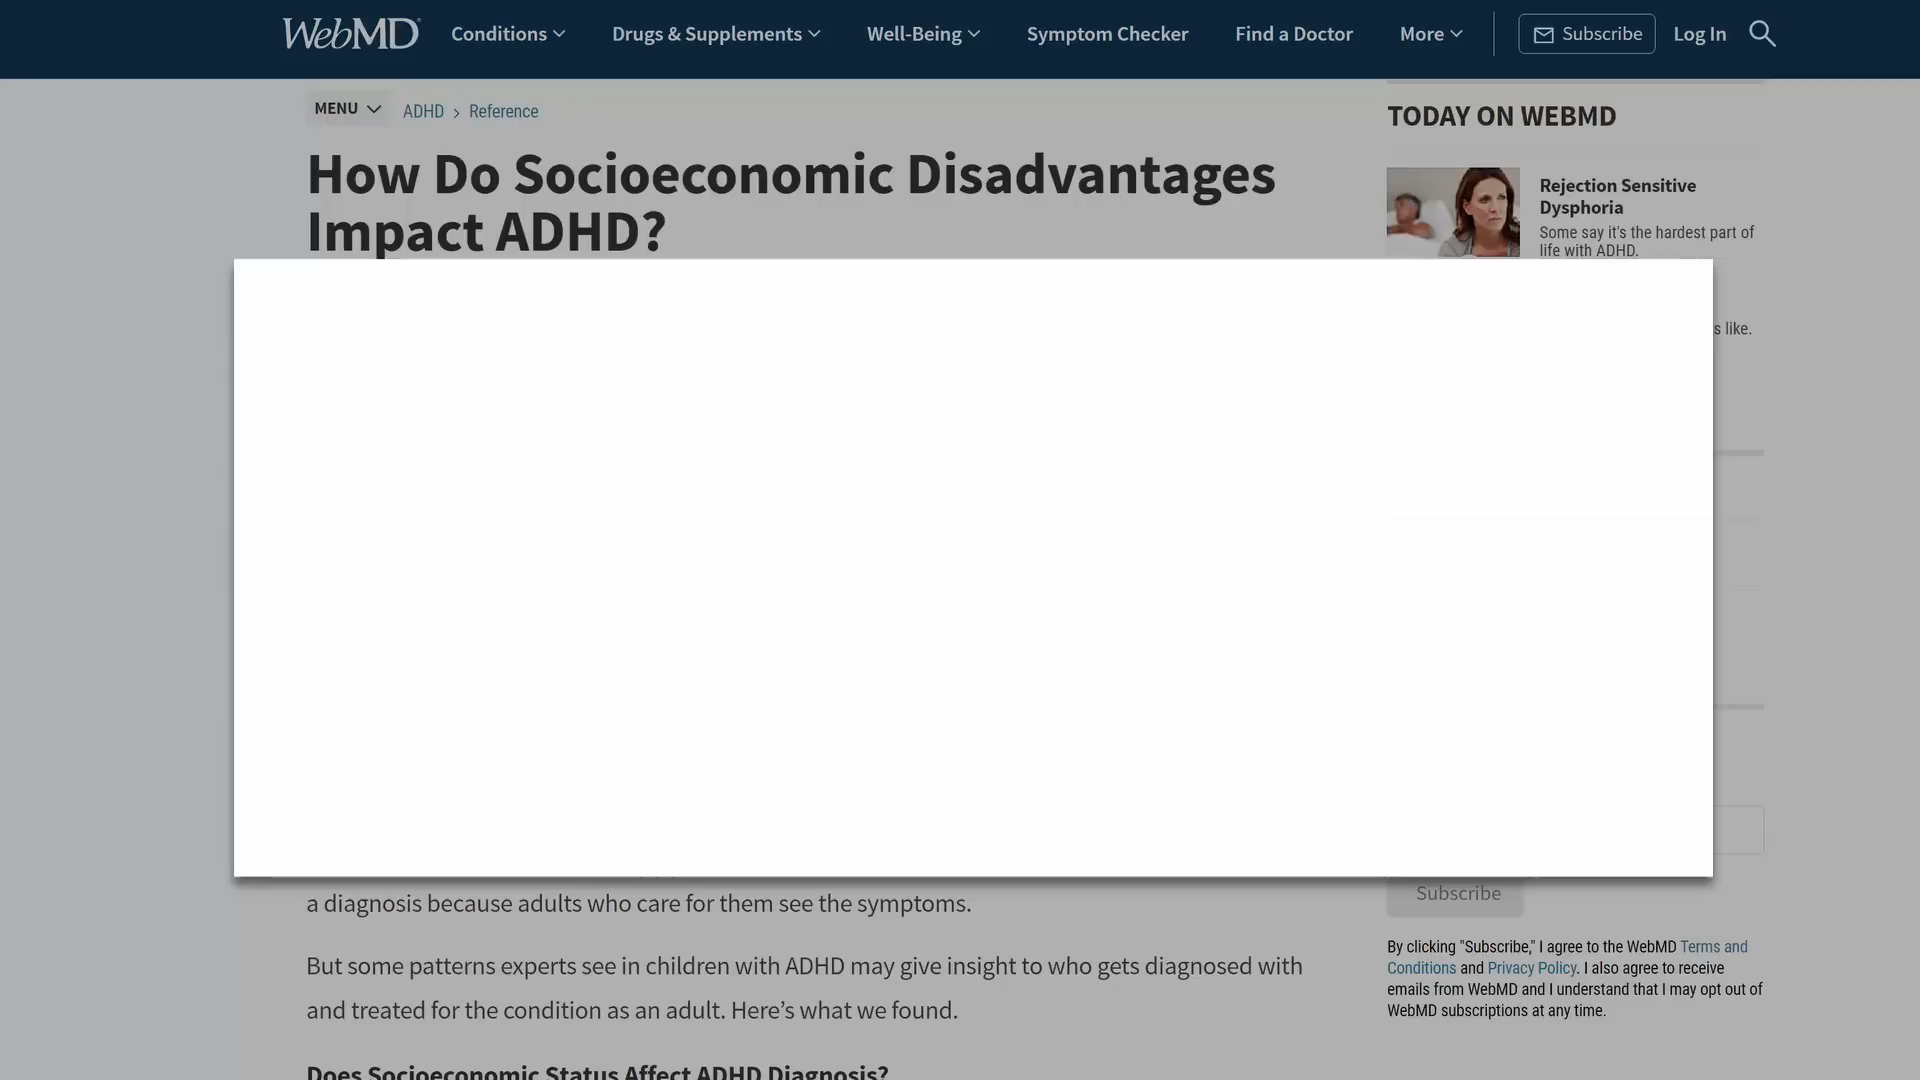 WebMD
Conditions
Drugs & Supplements
Well-Being
Symptom Checker
Find a Doctor
More
Subscribe
Log In
MENU
ADHD > Reference
How Do Socioeconomic Disadvantages
Impact ADHD?
TODAY ON WEBMD
Rejection Sensitive
Dysphoria
Some say it's the hardest part of
life with ADHD.
s like.
a diagnosis because adults who care for them see the symptoms.
But some patterns experts see in children with ADHD may give insight to who gets diagnosed with
and treated for the condition as an adult. Here’s what we found.
Does Socioeconomic Status Affect ADHD Diagnosis?
Subscribe
By clicking "Subscribe," I agree to the WebMD Terms and
Conditions and Privacy Policy. I also agree to receive
emails from WebMD and I understand that I may opt out of
WebMD subscriptions at any time.